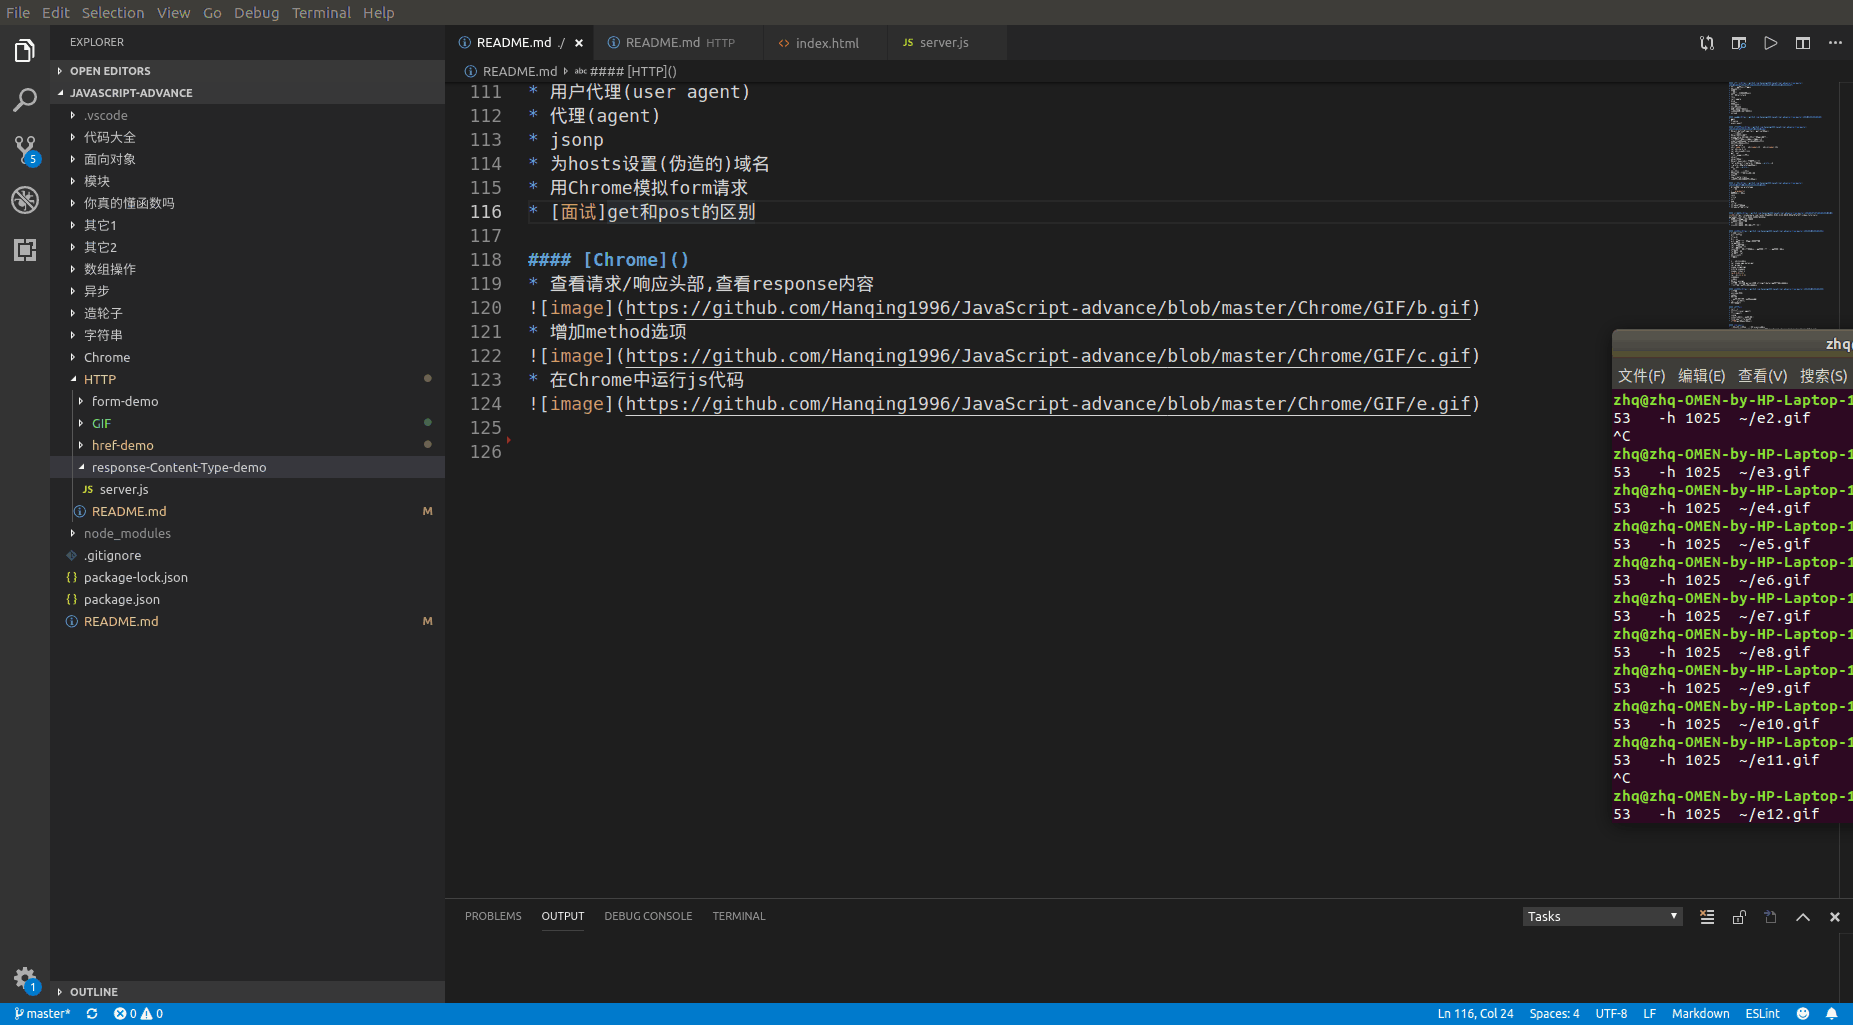 File Edit Selection View Go Debug Terminal Help
EXPLORER
OPEN EDITORS
JAVASCRIPT-ADVANCE
.vscode
代码大全
面向对象
模块
你真的懂函数吗
其它1
其它2
数组操作
异步
造轮子
字符串
Chrome
HTTP
form-demo
GIF
href-demo
response-Content-Type-demo
JS server.js
README.md M
node_modules
.gitignore
{} package-lock.json
{} package.json
README.md M
OUTLINE
README.md ./ × README.md HTTP <> index.html JS server.js
README.md abc #### [HTTP]()
111 * 用户代理(user agent)
112 * 代理(agent)
113 * jsonp
114 * 为hosts设置(伪造的)域名
115 * 用Chrome模拟form请求
116 * [面试]get和post的区别
117
118 #### [Chrome]()
119 * 查看请求/响应头部,查看response内容
120 ![image](https://github.com/Hanqing1996/JavaScript-advance/blob/master/Chrome/GIF/b.gif)
121 * 增加method选项
122 ![image](https://github.com/Hanqing1996/JavaScript-advance/blob/master/Chrome/GIF/c.gif)
123 * 在Chrome中运行js代码
124 ![image](https://github.com/Hanqing1996/JavaScript-advance/blob/master/Chrome/GIF/e.gif)
125
126
zhq@
文件(F) 编辑(E) 查看(V) 搜索(S)
zhq@zhq-OMEN-by-HP-Laptop-1
53 -h 1025 ~/e2.gif
^C
zhq@zhq-OMEN-by-HP-Laptop-1
53 -h 1025 ~/e3.gif
zhq@zhq-OMEN-by-HP-Laptop-1
53 -h 1025 ~/e4.gif
zhq@zhq-OMEN-by-HP-Laptop-1
53 -h 1025 ~/e5.gif
zhq@zhq-OMEN-by-HP-Laptop-1
53 -h 1025 ~/e6.gif
zhq@zhq-OMEN-by-HP-Laptop-1
53 -h 1025 ~/e7.gif
zhq@zhq-OMEN-by-HP-Laptop-1
53 -h 1025 ~/e8.gif
zhq@zhq-OMEN-by-HP-Laptop-1
53 -h 1025 ~/e9.gif
zhq@zhq-OMEN-by-HP-Laptop-1
53 -h 1025 ~/e10.gif
zhq@zhq-OMEN-by-HP-Laptop-1
53 -h 1025 ~/e11.gif
^C
zhq@zhq-OMEN-by-HP-Laptop-1
53 -h 1025 ~/e12.gif
PROBLEMS OUTPUT DEBUG CONSOLE TERMINAL Tasks
5
1
master* 0 0 Ln 116, Col 24 Spaces: 4 UTF-8 LF Markdown ESLint